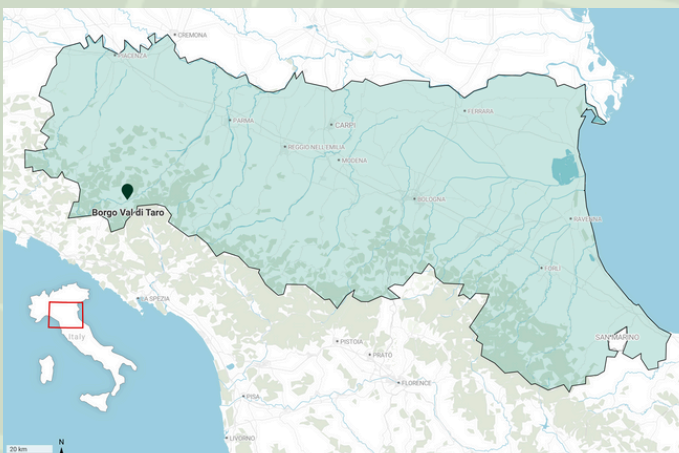 CREMONA
PIACENZA
FERRARA
PARMA
CARPI
REGGIO NELL'EMILIA
MODENA
BOLOGNA
Borgo Val di Taro
RAVENNA
FORLÌ
LA SPEZIA
SAN MARINO
Italy
PISTOIA
PRATO
FLORENCE
PISA
LIVORNO
N
20 km